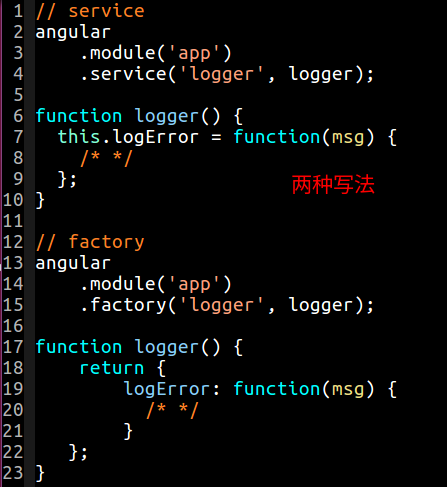 1 // service
2 angular
3     .module('app')
4     .service('logger', logger);
5
6 function logger() {
7   this.logError = function(msg) {
8     /* */
9   };
两种写法
10 }
11
12 // factory
13 angular
14     .module('app')
15     .factory('logger', logger);
16
17 function logger() {
18     return {
19         logError: function(msg) {
20           /* */
21         }
22    };
23 }